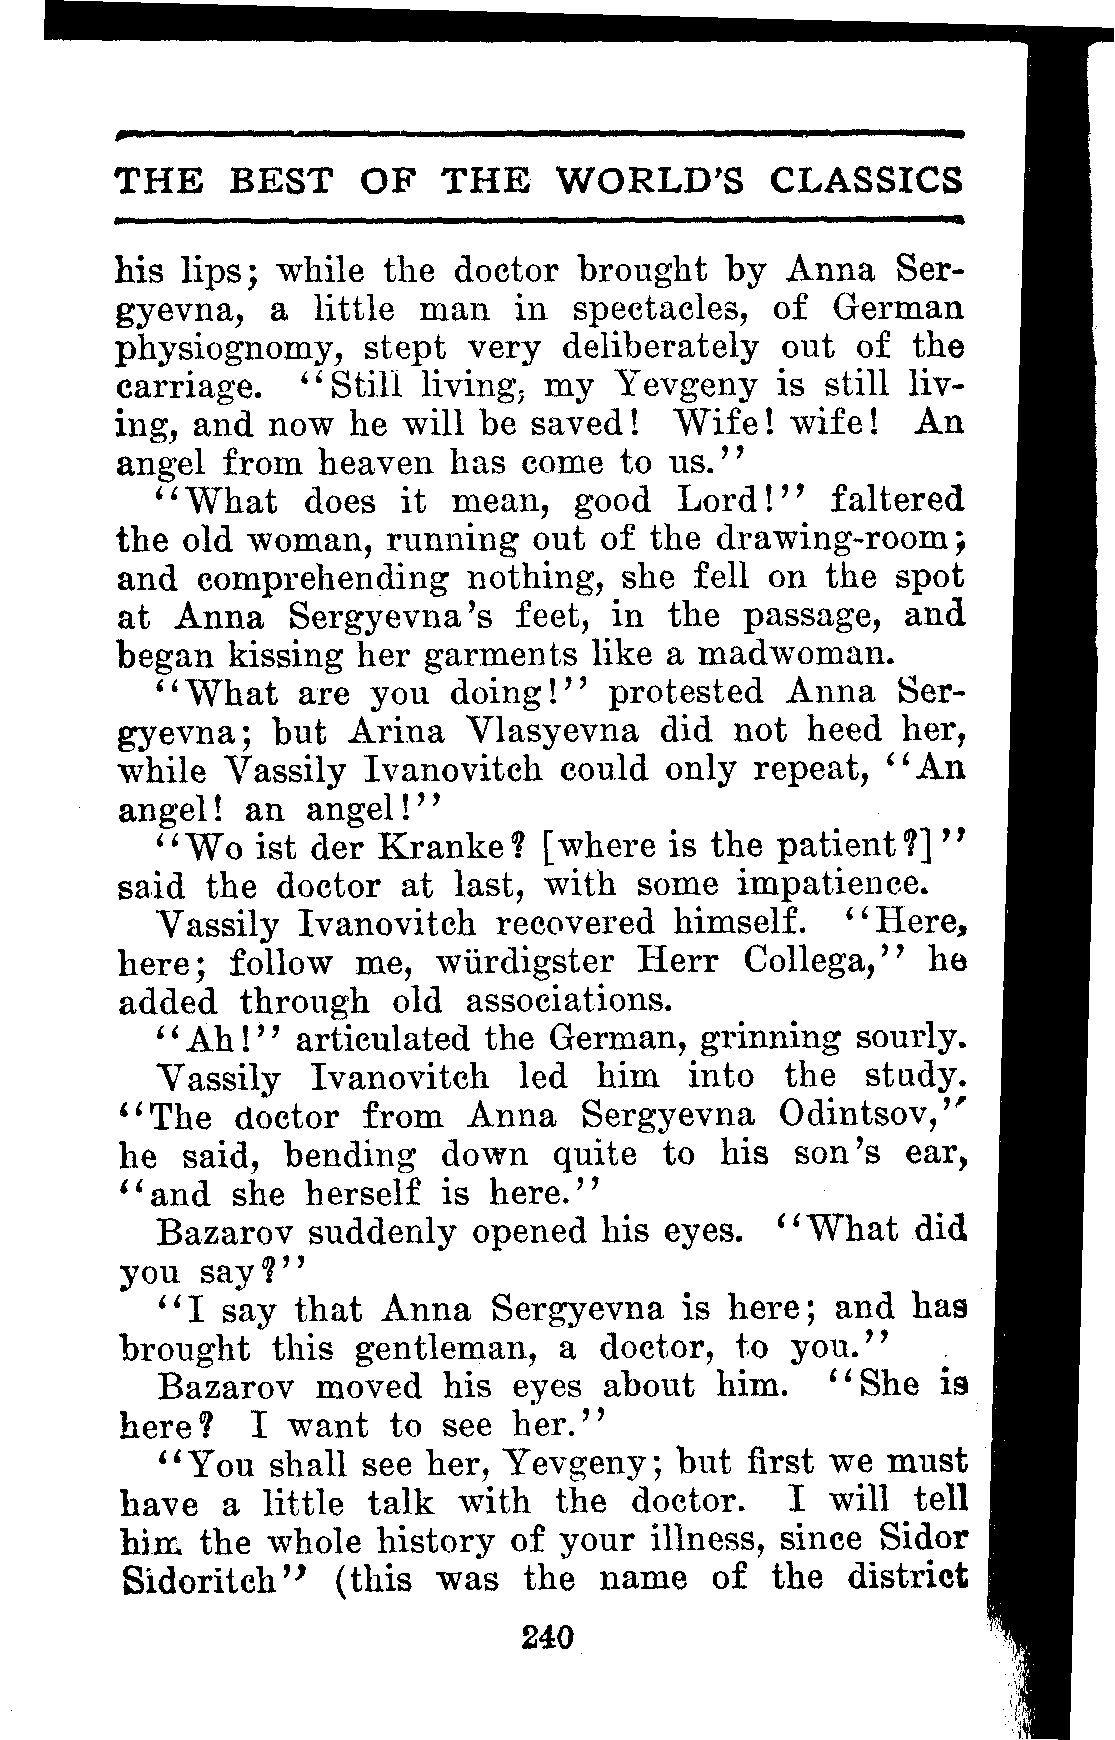 THE BEST OF THE WORLD'S CLASSICS
his lips; while the doctor brought by Anna Ser-
gyevna, a little man in spectacles, of German
physiognomy, stept very deliberately out of the
carriage. "Still living, my Yevgeny is still liv-
ing, and now he will be saved! Wife! wife! An
angel from heaven has come to us."
"What does it mean, good Lord!" faltered
the old woman, running out of the drawing-room;
and comprehending nothing, she fell on the spot
at Anna Sergyevna's feet, in the passage, and
began kissing her garments like a madwoman.
"What are you doing!" protested Anna Ser-
gyevna; but Arina Vlasyevna did not heed her,
while Vassily Ivanovitch could only repeat, "An
angel! an angel!"
"Wo ist der Kranke? [where is the patient?]"
said the doctor at last, with some impatience.
Vassily Ivanovitch recovered himself. "Here,
here; follow me, würdigster Herr Collega," he
added through old associations.
"Ah!" articulated the German, grinning sourly.
Vassily Ivanovitch led him into the study.
"The doctor from Anna Sergyevna Odintsov,"
he said, bending down quite to his son's ear,
"and she herself is here."
Bazarov suddenly opened his eyes. "What did
you say?"
"I say that Anna Sergyevna is here; and has
brought this gentleman, a doctor, to you."
Bazarov moved his eyes about him. "She is
here? I want to see her."
"You shall see her, Yevgeny; but first we must
have a little talk with the doctor. I will tell
him the whole history of your illness, since Sidor
Sidoritch" (this was the name of the district
240